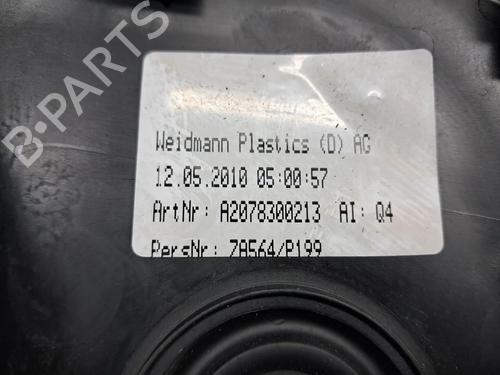 B-PARTS
Weidmann Plastics (D) AG
12.05.2010 05:00:57
ArtNr: A2078300213 AI: Q4
PersNr: 7A564/P199